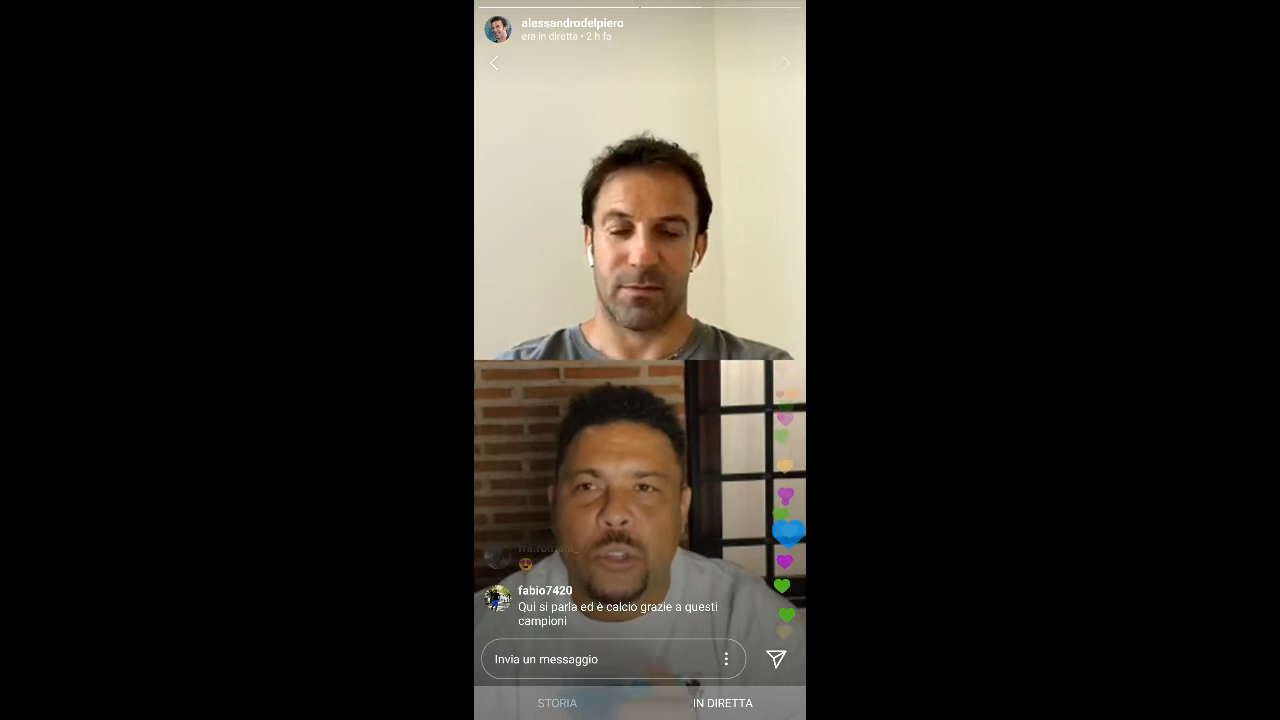 alessandrodelpiero
era in diretta • 2 h fa
fabio7420
Qui si parla ed è calcio grazie a questi
campioni
Invia un messaggio
STORIA
IN DIRETTA